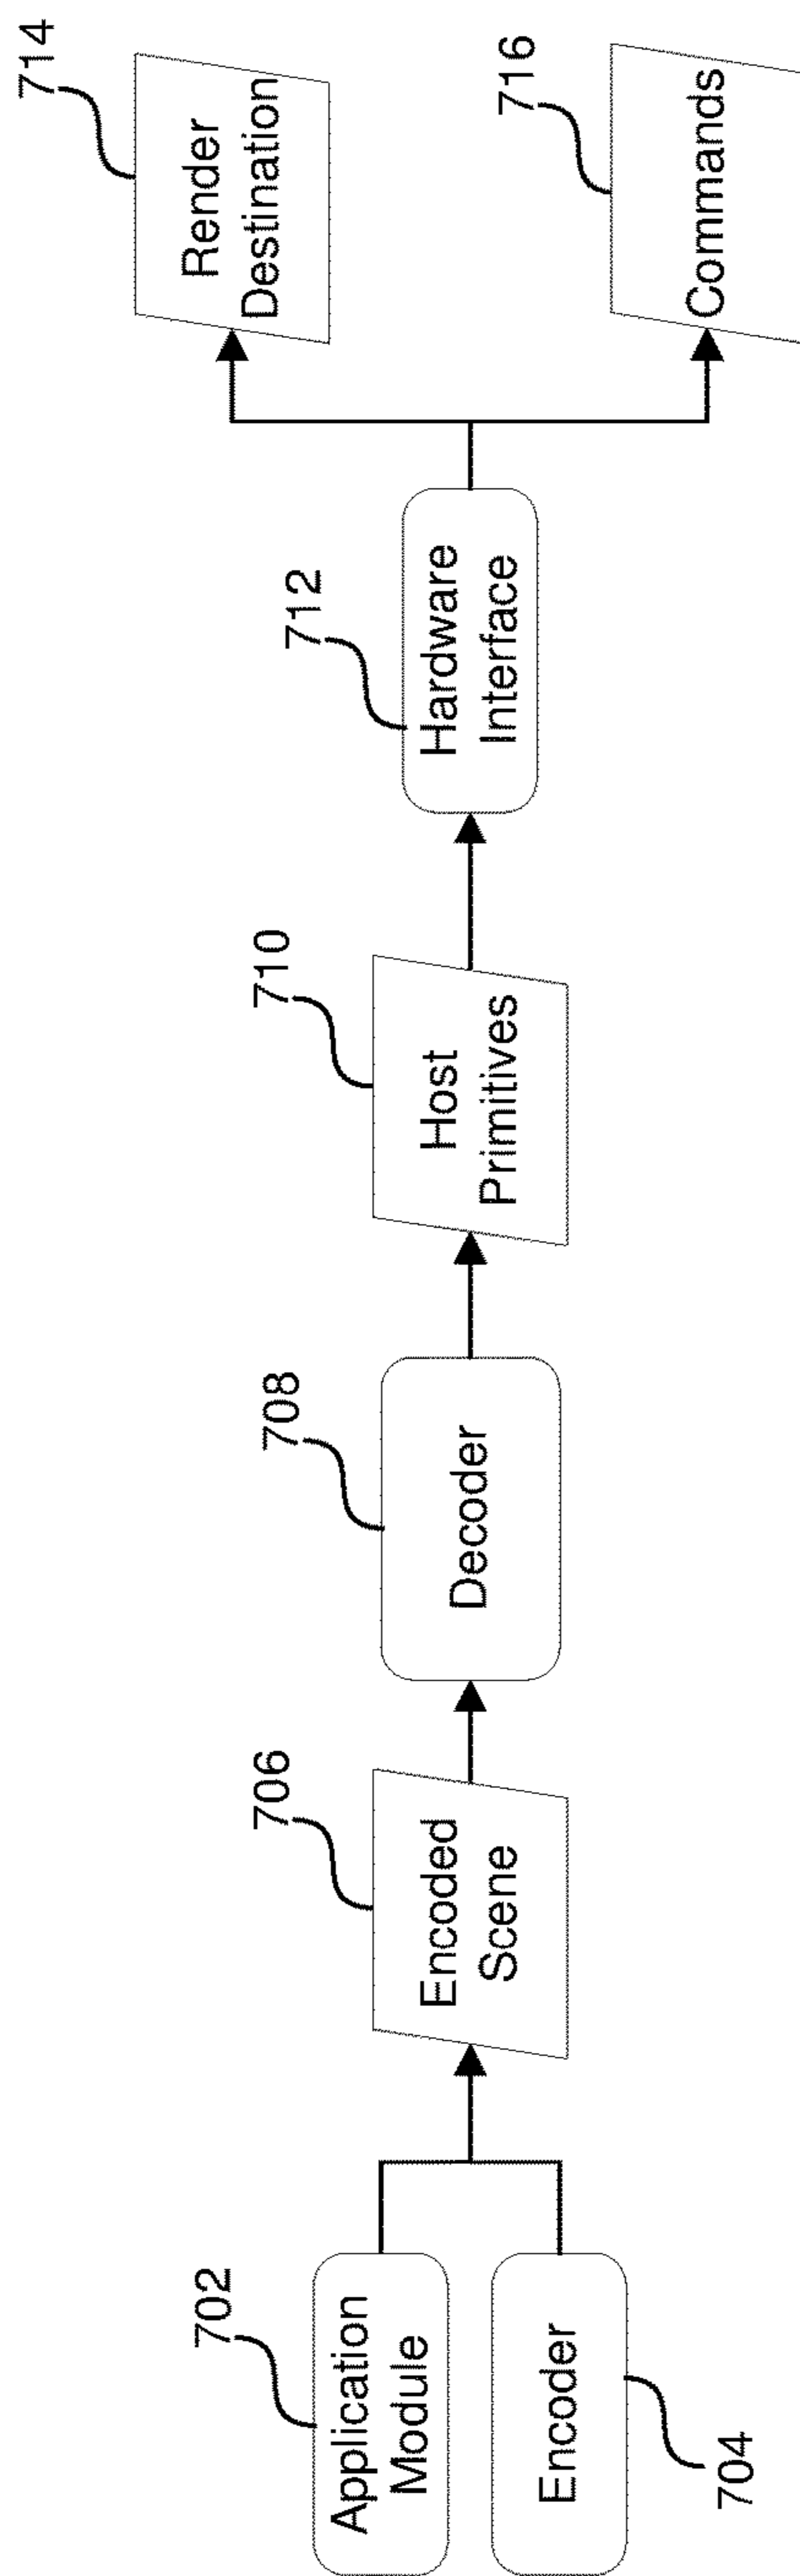 702
Application
Module
Encoder
704
706
Encoded
Scene
708
Decoder
710
Host
Primitives
712
Hardware
Interface
714
Render
Destination
716
Commands